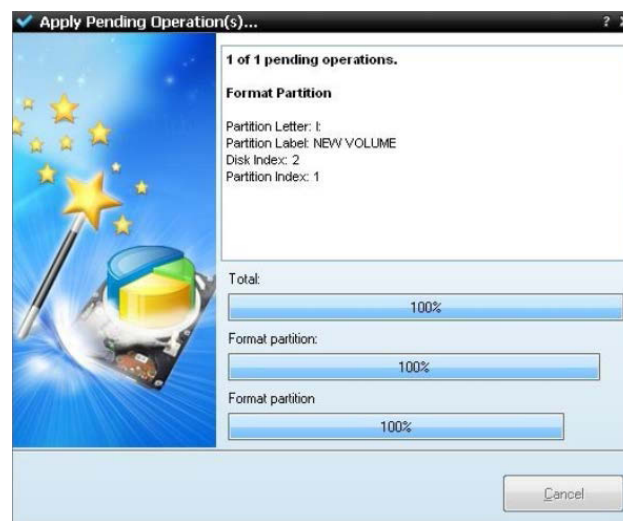 Apply Pending Operation(s)...
?
1 of 1 pending operations.
Format Partition
Partition Letter: I:
Partition Label: NEW VOLUME
Disk Index: 2
Partition Index: 1
Total:
100%
Format partition:
100%
Format partition
100%
Cancel